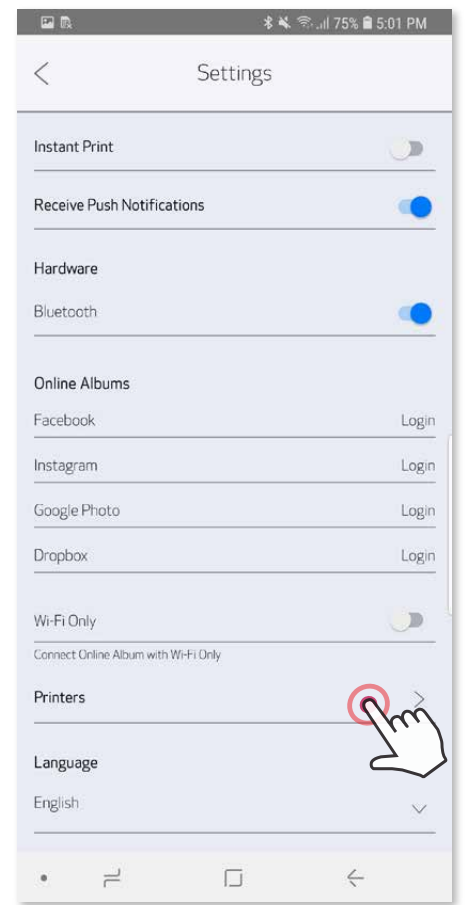 75% 5:01 PM
Settings
Instant Print
Receive Push Notifications
Hardware
Bluetooth
Online Albums
Facebook Login
Instagram Login
Google Photo Login
Dropbox Login
Wi-Fi Only
Connect Online Album with Wi-Fi Only
Printers
Language
English